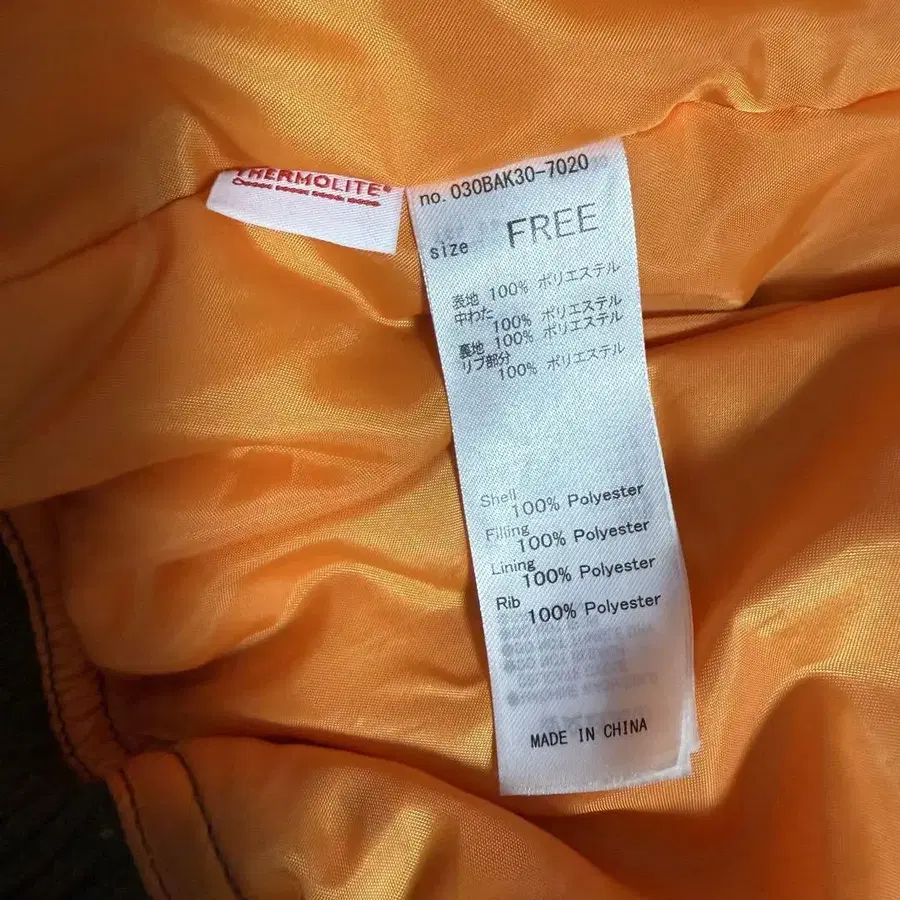 THERMOLITE®
no. 030BAK30-7020
size FREE
表地 100% ポリエステル
中わた
100% ポリエステル
裏地 100% ポリエステル
リブ部分
100% ポリエステル
Shell
100% Polyester
Filling
100% Polyester
Lining
100% Polyester
Rib
100% Polyester
MADE IN CHINA